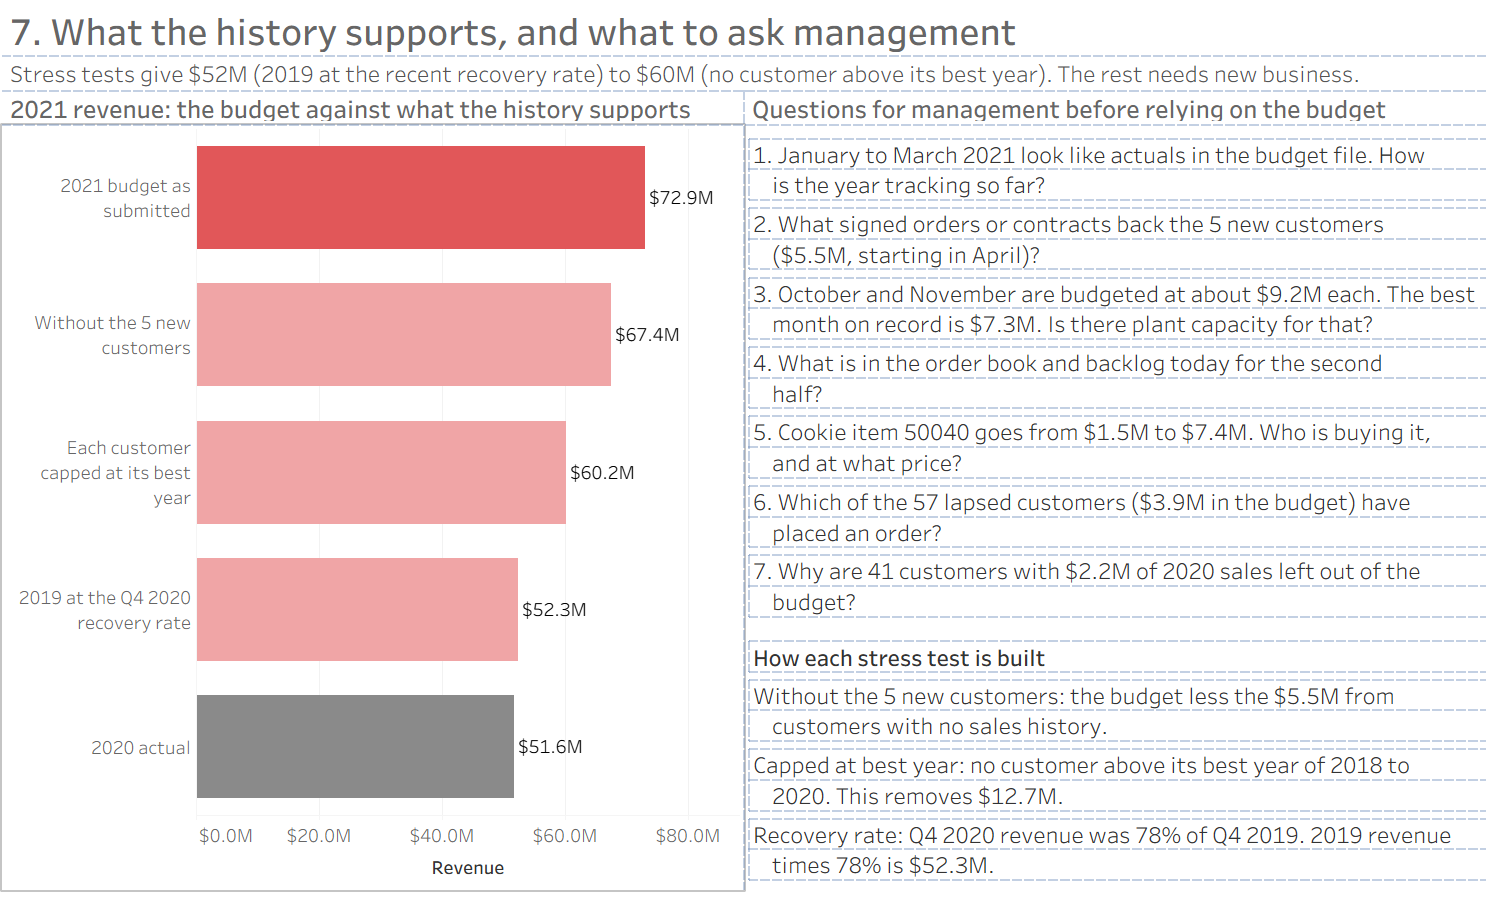 7. What the history supports, and what to ask management
Stress tests give $52M (2019 at the recent recovery rate) to $60M (no customer above its best year). The rest needs new business.
2021 revenue: the budget against what the history supports
2021 budget as
submitted
$72.9M
Without the 5 new
customers
$67.4M
Each customer
capped at its best
year
$60.2M
2019 at the Q4 2020
recovery rate
$52.3M
2020 actual
$51.6M
$0.0M
$20.0M
$40.0M
$60.0M
$80.0M
Revenue
Questions for management before relying on the budget
1. January to March 2021 look like actuals in the budget file. How
is the year tracking so far?
2. What signed orders or contracts back the 5 new customers
($5.5M, starting in April)?
3. October and November are budgeted at about $9.2M each. The best
month on record is $7.3M. Is there plant capacity for that?
4. What is in the order book and backlog today for the second
half?
5. Cookie item 50040 goes from $1.5M to $7.4M. Who is buying it,
and at what price?
6. Which of the 57 lapsed customers ($3.9M in the budget) have
placed an order?
7. Why are 41 customers with $2.2M of 2020 sales left out of the
budget?
How each stress test is built
Without the 5 new customers: the budget less the $5.5M from
customers with no sales history.
Capped at best year: no customer above its best year of 2018 to
2020. This removes $12.7M.
Recovery rate: Q4 2020 revenue was 78% of Q4 2019. 2019 revenue
times 78% is $52.3M.